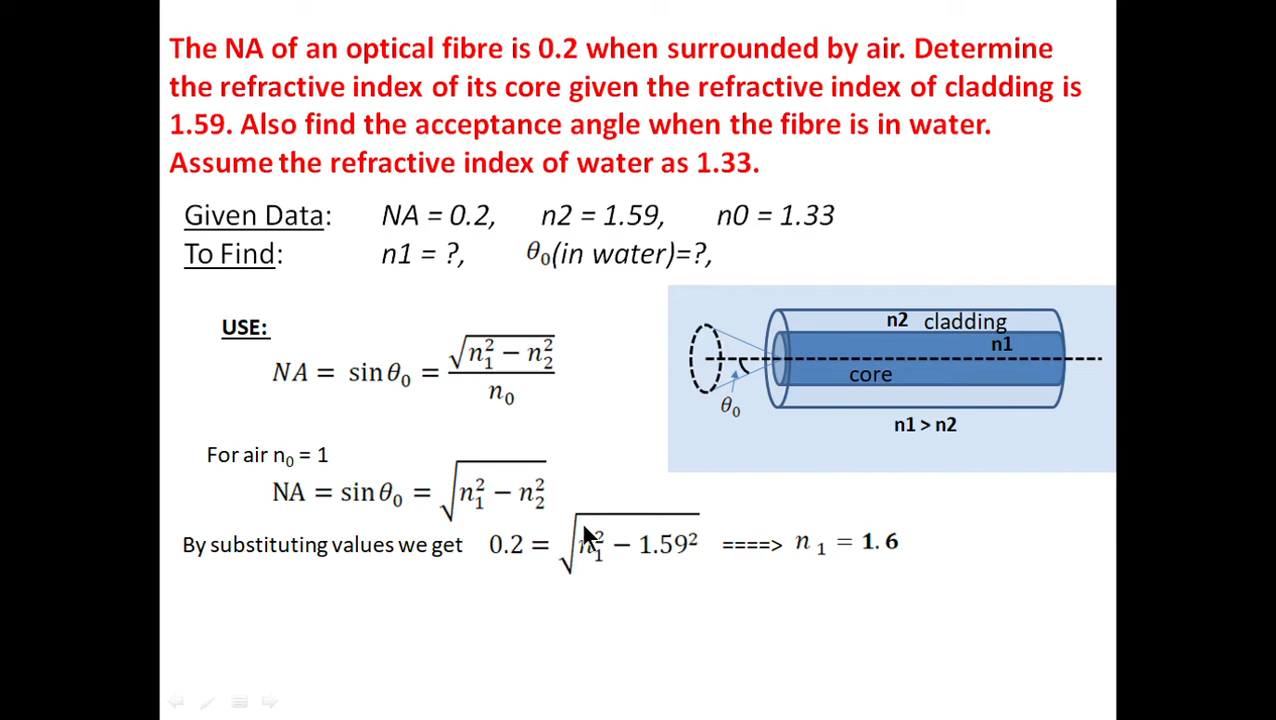 The NA of an optical fibre is 0.2 when surrounded by air. Determine
the refractive index of its core given the refractive index of cladding is
1.59. Also find the acceptance angle when the fibre is in water.
Assume the refractive index of water as 1.33.
Given Data: NA = 0.2, n2 = 1.59, n0 = 1.33
To Find: n1 = ?, θ₀(in water)=?,
USE:
NA = sin θ₀ = √(n₁² − n₂²) / n₀
n2 cladding
n1
core
θ₀
n1 > n2
For air n₀ = 1
NA = sin θ₀ = √(n₁² − n₂²)
By substituting values we get 0.2 = √(n₁² − 1.59²) ====> n ₁ = 1.6